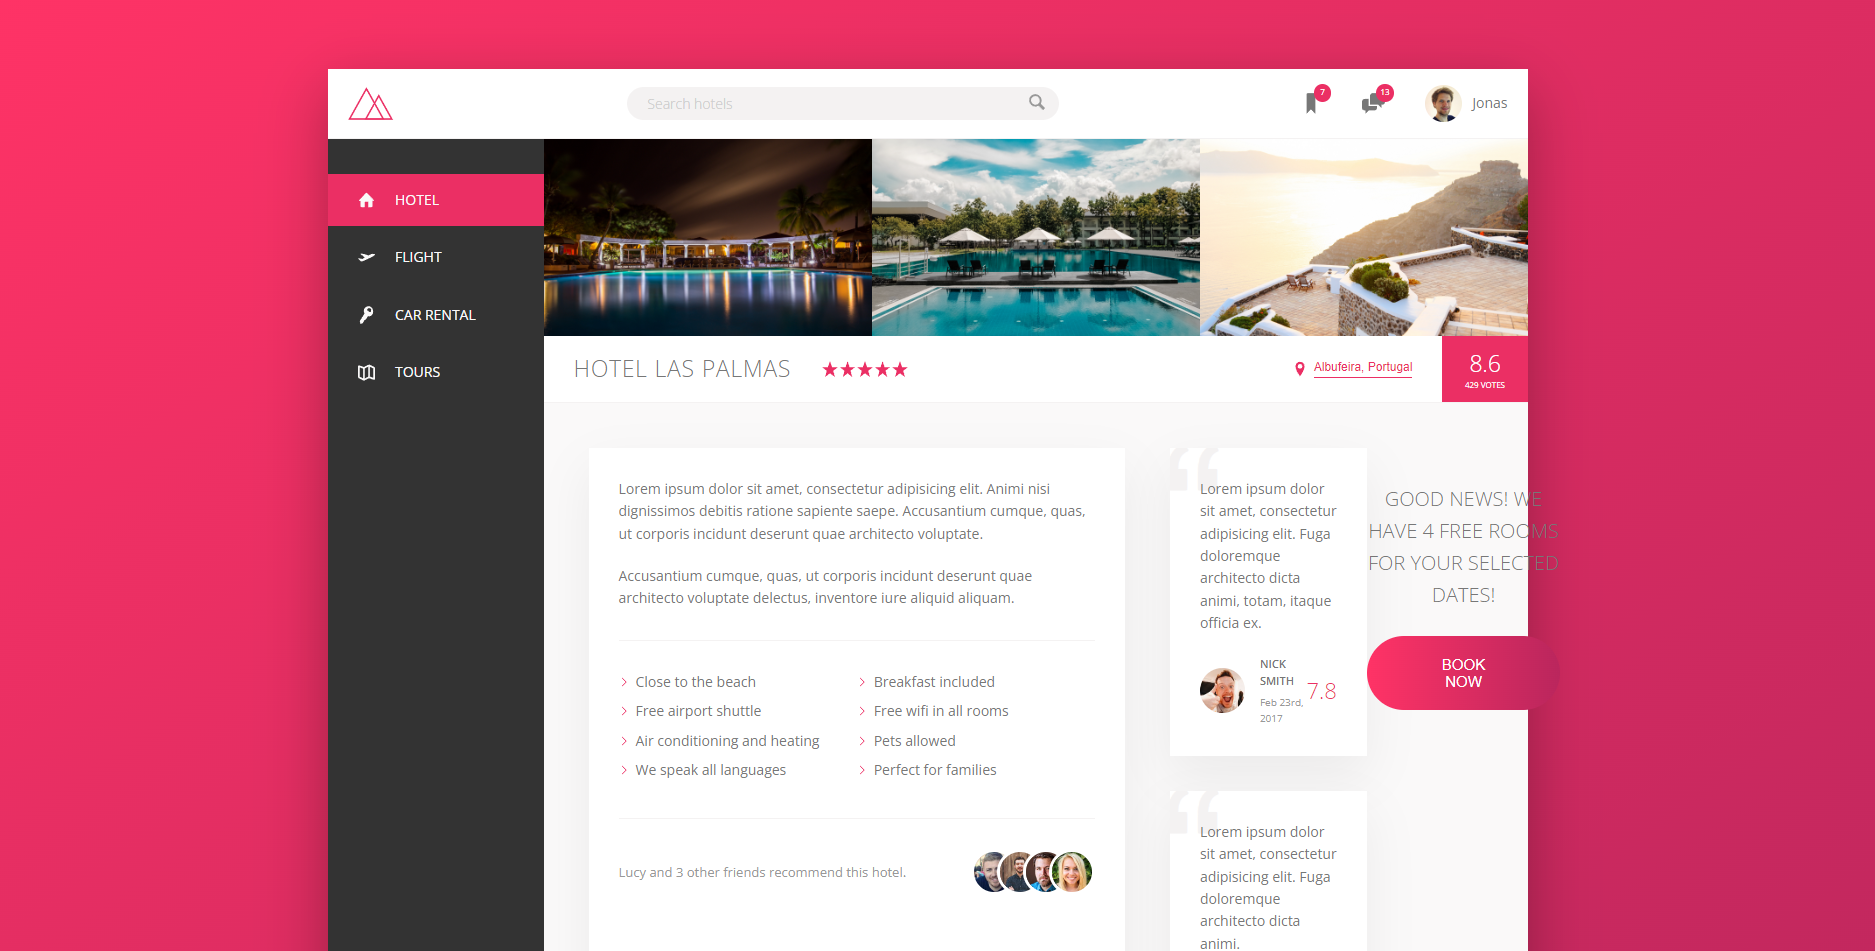 Search hotels
7
13
Jonas
HOTEL
FLIGHT
CAR RENTAL
TOURS
HOTEL LAS PALMAS
Albufeira, Portugal
8.6
429 VOTES
Lorem ipsum dolor sit amet, consectetur adipisicing elit. Animi nisi
dignissimos debitis ratione sapiente saepe. Accusantium cumque, quas,
ut corporis incidunt deserunt quae architecto voluptate.
Accusantium cumque, quas, ut corporis incidunt deserunt quae
architecto voluptate delectus, inventore iure aliquid aliquam.
Close to the beach
Free airport shuttle
Air conditioning and heating
We speak all languages
Breakfast included
Free wifi in all rooms
Pets allowed
Perfect for families
Lucy and 3 other friends recommend this hotel.
“
Lorem ipsum dolor
sit amet, consectetur
adipisicing elit. Fuga
doloremque
architecto dicta
animi, totam, itaque
officia ex.
NICK
SMITH
Feb 23rd,
2017
7.8
“
Lorem ipsum dolor
sit amet, consectetur
adipisicing elit. Fuga
doloremque
architecto dicta
animi.
GOOD NEWS! WE
HAVE 4 FREE ROOMS
FOR YOUR SELECTED
DATES!
BOOK
NOW